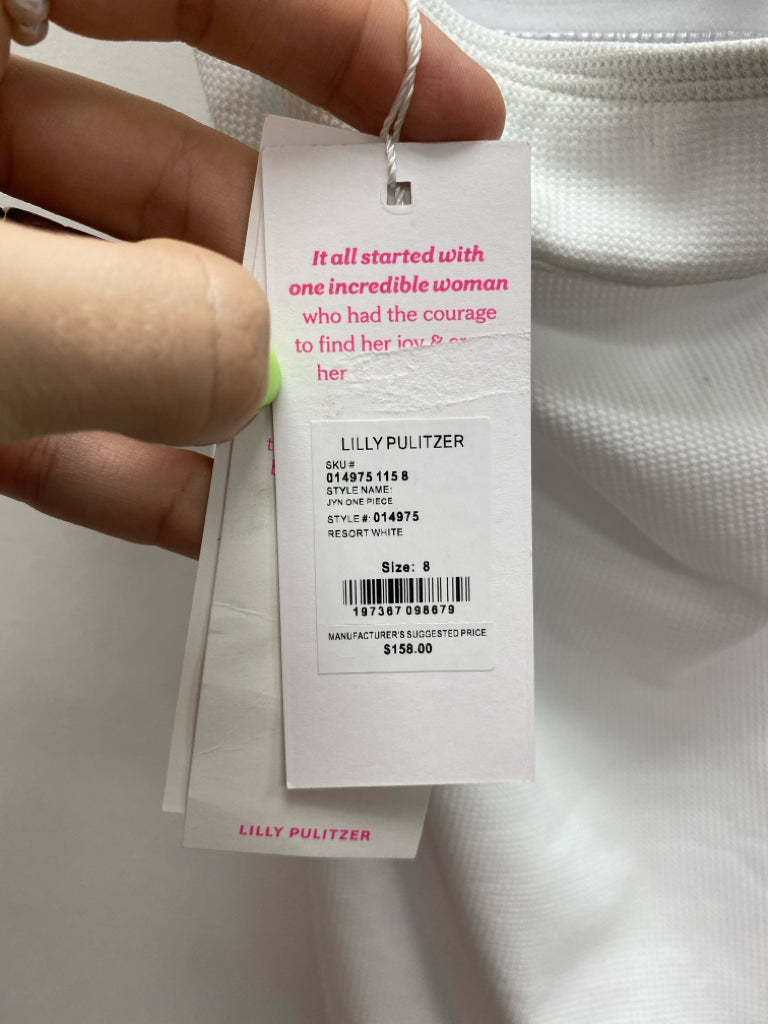 It all started with
one incredible woman
who had the courage
to find her joy &
her
LILLY PULITZER
SKU #
014975 115 8
STYLE NAME:
JYN ONE PIECE
STYLE #: 014975
RESORT WHITE
Size: 8
197367 098679
MANUFACTURER'S SUGGESTED PRICE
$158.00
LILLY PULITZER